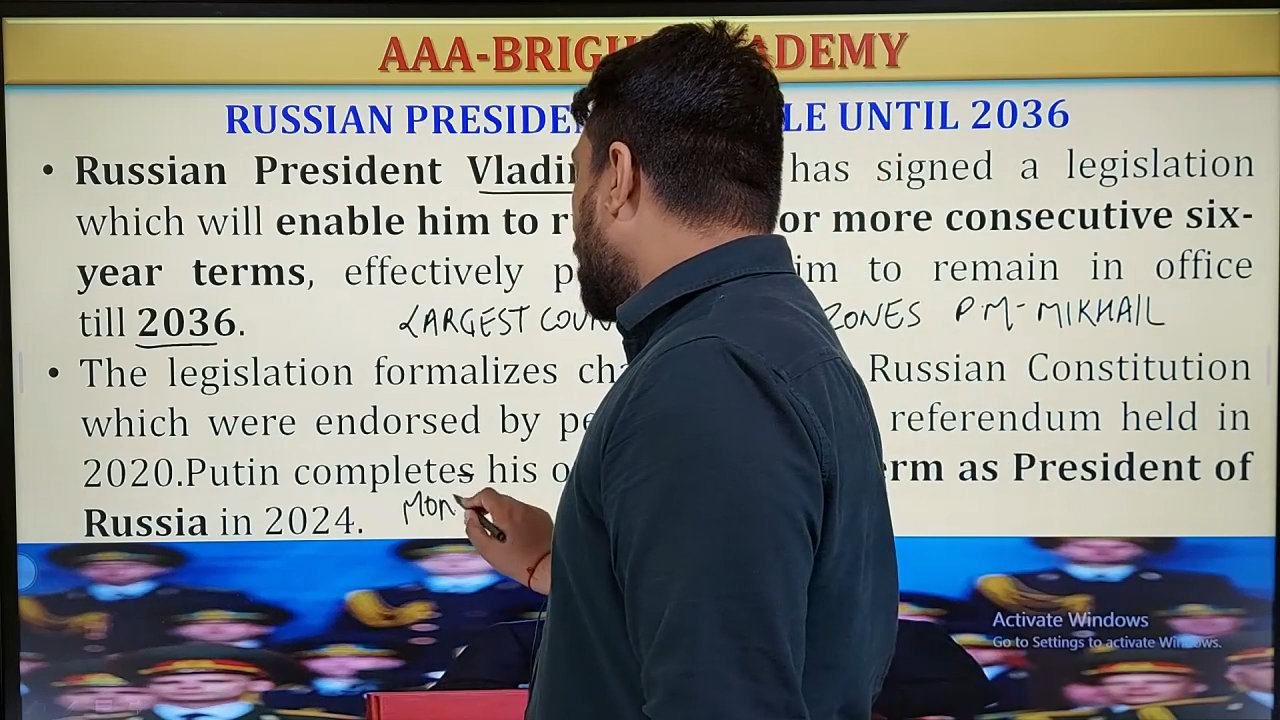 AAA-BRIG ADEMY
RUSSIAN PRESIDE LE UNTIL 2036
• Russian President Vladi has signed a legislation
which will enable him to r or more consecutive six-
year terms, effectively p im to remain in office
till 2036. LARGEST COUN ZONES P.M- MIKHAIL
• The legislation formalizes cha Russian Constitution
which were endorsed by pe referendum held in
2020.Putin completes his o erm as President of
Mon
Russia in 2024.
Activate Windows
Go to Settings to activate Windows.